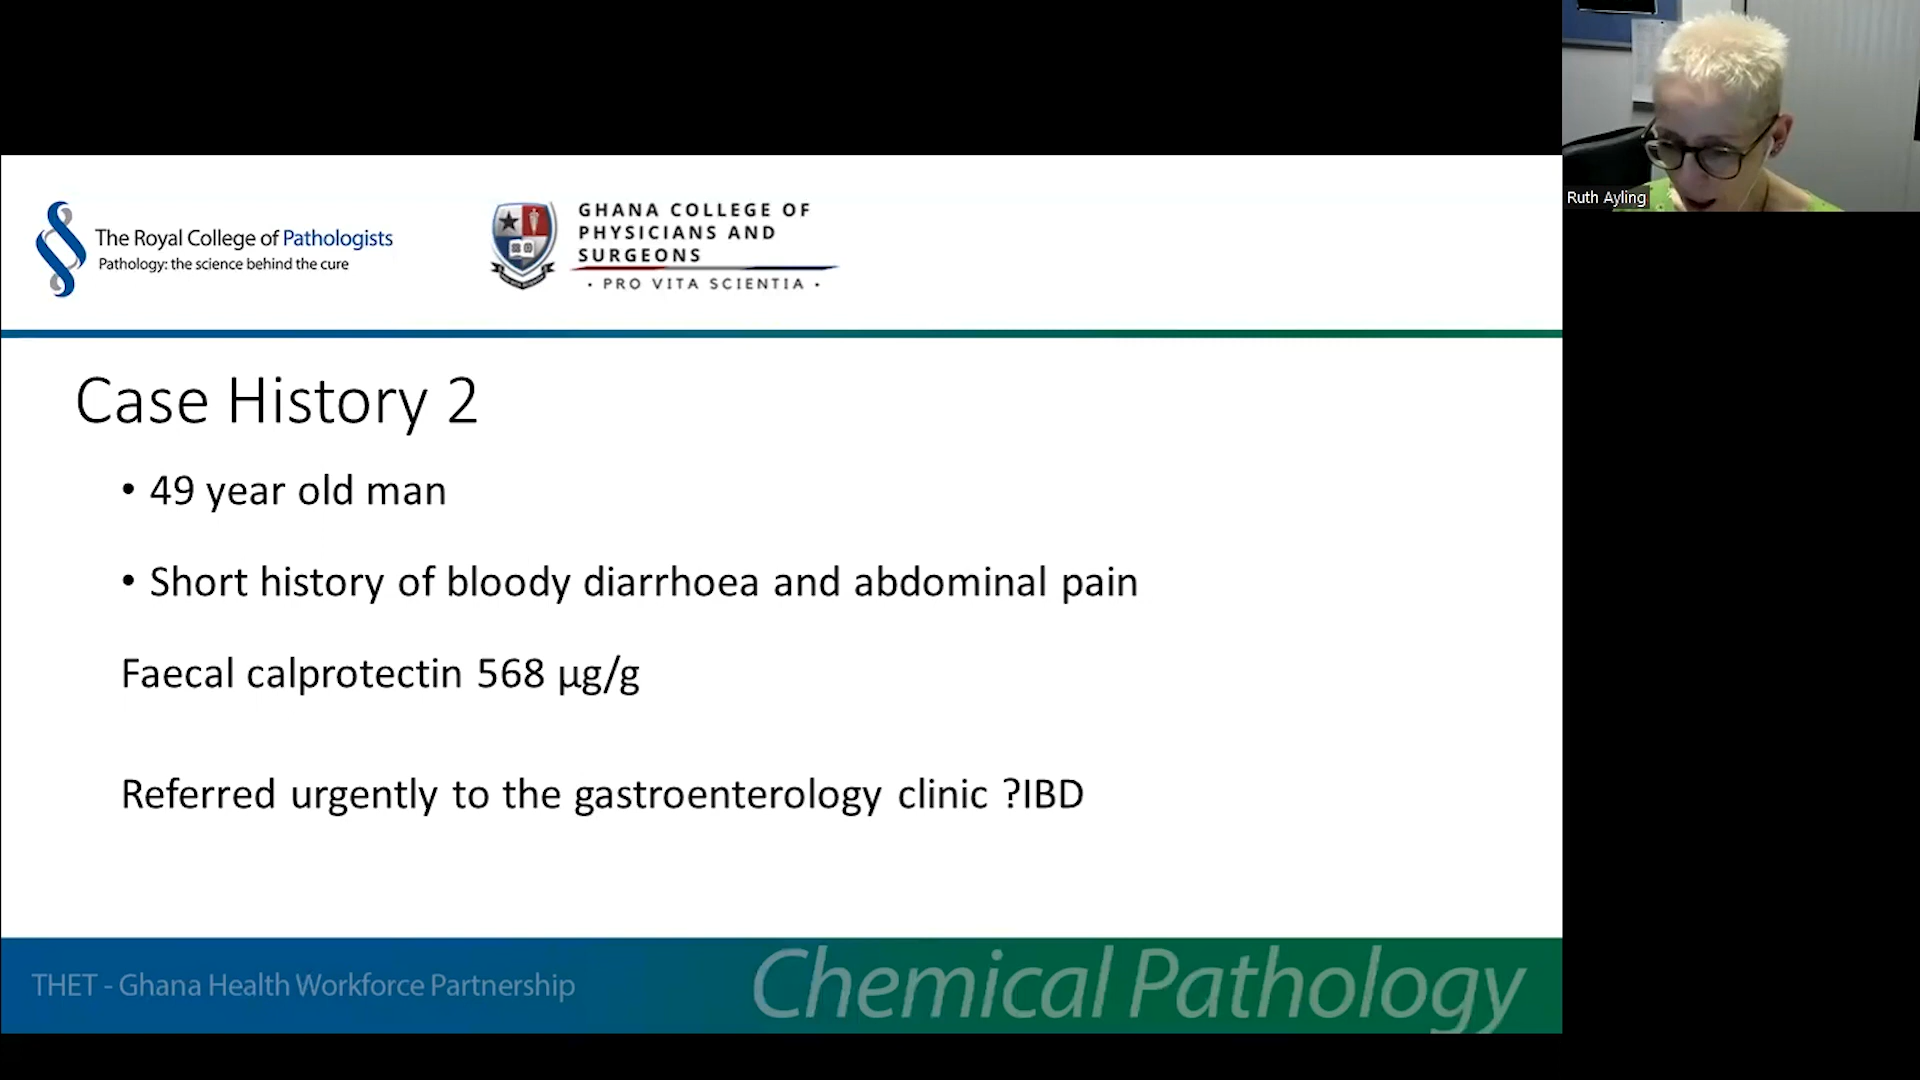 Ruth Ayling
The Royal College of Pathologists
Pathology: the science behind the cure
GHANA COLLEGE OF
PHYSICIANS AND
SURGEONS
• PRO VITA SCIENTIA •
Case History 2
• 49 year old man
• Short history of bloody diarrhoea and abdominal pain
Faecal calprotectin 568 µg/g
Referred urgently to the gastroenterology clinic ?IBD
THET - Ghana Health Workforce Partnership
Chemical Pathology